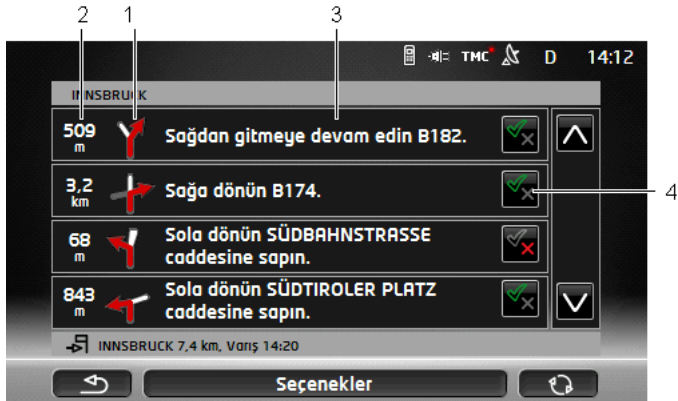 2 1 3
TMC D 14:12
INNSBRUCK
509 m Sağdan gitmeye devam edin B182.
3,2 km Sağa dönün B174.
4
68 m Sola dönün SÜDBAHNSTRASSE
caddesine sapın.
843 m Sola dönün SÜDTIROLER PLATZ
caddesine sapın.
INNSBRUCK 7,4 km, Varış 14:20
Seçenekler